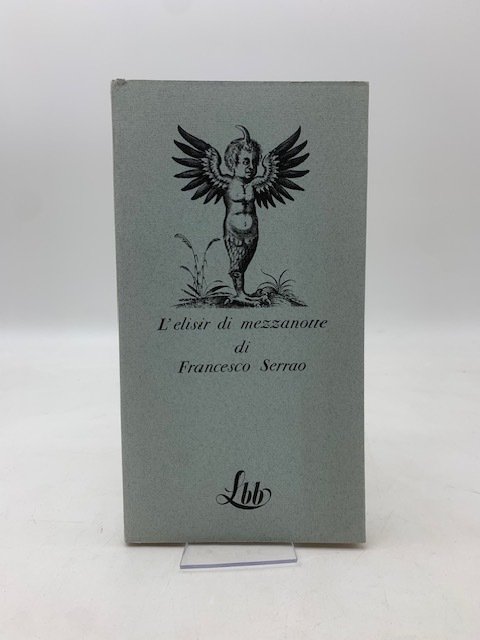 L'elisir di mezzanotte
di
Francesco Serrao
Lbb